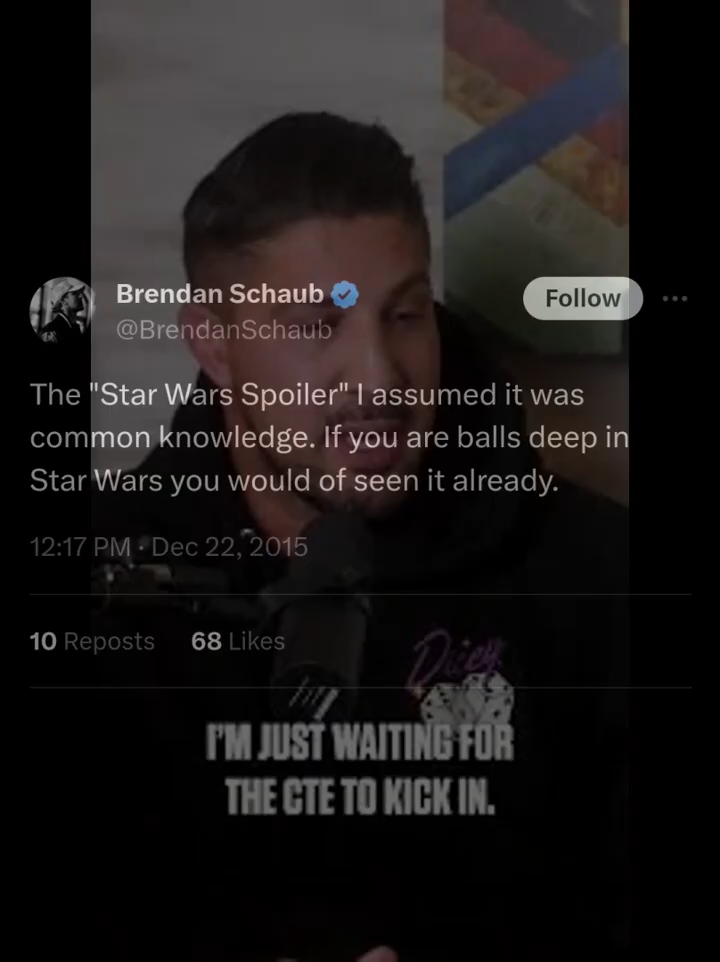 Brendan Schaub
Follow
@BrendanSchaub
The "Star Wars Spoiler" I assumed it was
common knowledge. If you are balls deep in
Star Wars you would of seen it already.
12:17 PM · Dec 22, 2015
10 Reposts 68 Likes
Dicey
I'M JUST WAITING FOR
THE CTE TO KICK IN.